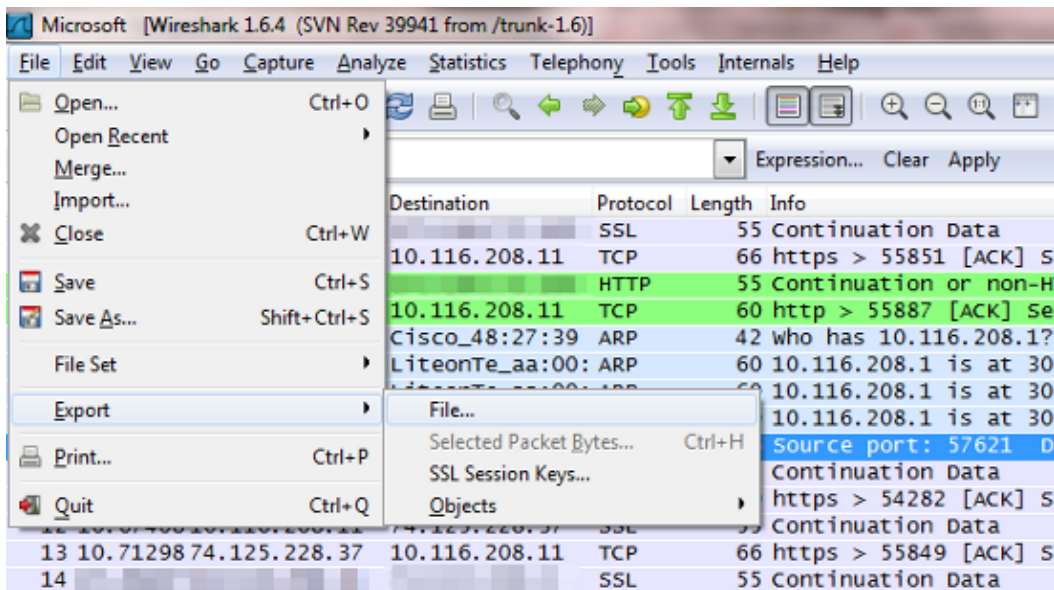 Microsoft [Wireshark 1.6.4 (SVN Rev 39941 from /trunk-1.6)]
File Edit View Go Capture Analyze Statistics Telephony Tools Internals Help
Open... Ctrl+O
Open Recent
Merge...
Import...
Close Ctrl+W
Save Ctrl+S
Save As... Shift+Ctrl+S
File Set
Export
Print... Ctrl+P
Quit Ctrl+Q
File...
Selected Packet Bytes... Ctrl+H
SSL Session Keys...
Objects
Expression... Clear Apply
Destination Protocol Length Info
SSL 55 Continuation Data
10.116.208.11 TCP 66 https > 55851 [ACK] S
HTTP 55 Continuation or non-H
10.116.208.11 TCP 60 http > 55887 [ACK] Se
Cisco_48:27:39 ARP 42 Who has 10.116.208.1?
LiteonTe_aa:00: ARP 60 10.116.208.1 is at 30
10.116.208.1 is at 30
10.116.208.1 is at 30
Source port: 57621 D
Continuation Data
https > 54282 [ACK] S
Continuation Data
13 10.71298 74.125.228.37 10.116.208.11 TCP 66 https > 55849 [ACK] S
14 SSL 55 Continuation Data